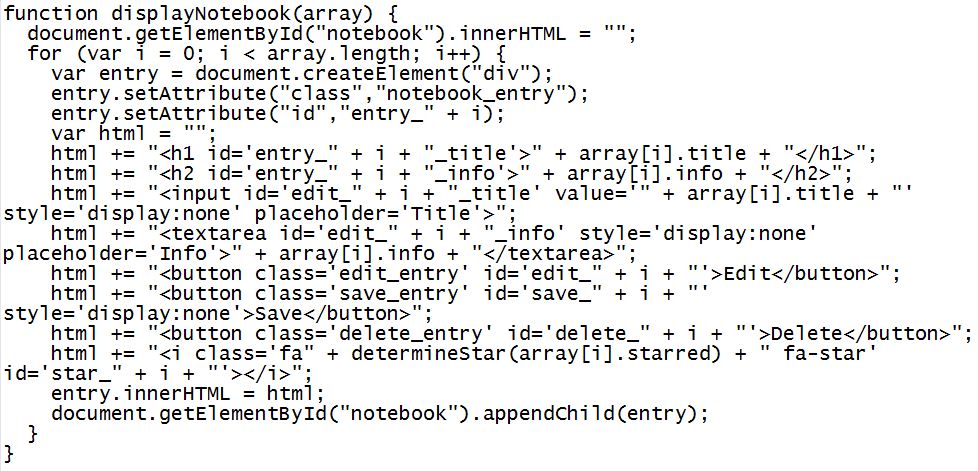 function displayNotebook(array) {
  document.getElementById("notebook").innerHTML = "";
  for (var i = 0; i < array.length; i++) {
    var entry = document.createElement("div");
    entry.setAttribute("class","notebook_entry");
    entry.setAttribute("id","entry_" + i);
    var html = "";
    html += "<h1 id='entry_" + i + "_title'>" + array[i].title + "</h1>";
    html += "<h2 id='entry_" + i + "_info'>" + array[i].info + "</h2>";
    html += "<input id='edit_" + i + "_title' value='" + array[i].title + "'
style='display:none' placeholder='Title'>";
    html += "<textarea id='edit_" + i + "_info' style='display:none'
placeholder='Info'>" + array[i].info + "</textarea>";
    html += "<button class='edit_entry' id='edit_" + i + "'>Edit</button>";
    html += "<button class='save_entry' id='save_" + i + "'
style='display:none'>Save</button>";
    html += "<button class='delete_entry' id='delete_" + i + "'>Delete</button>";
    html += "<i class='fa" + determineStar(array[i].starred) + " fa-star'
id='star_" + i + "'></i>";
    entry.innerHTML = html;
    document.getElementById("notebook").appendChild(entry);
  }
}